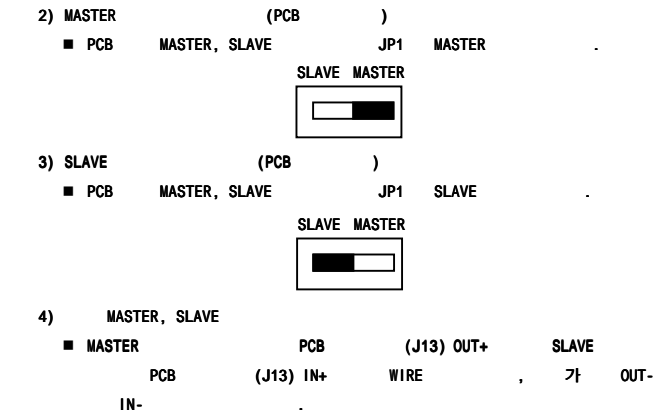 2) MASTER (PCB )
■ PCB MASTER, SLAVE JP1 MASTER .
SLAVE MASTER
3) SLAVE (PCB )
■ PCB MASTER, SLAVE JP1 SLAVE .
SLAVE MASTER
4) MASTER, SLAVE
■ MASTER PCB (J13) OUT+ SLAVE
PCB (J13) IN+ WIRE , 가 OUT-
IN- .